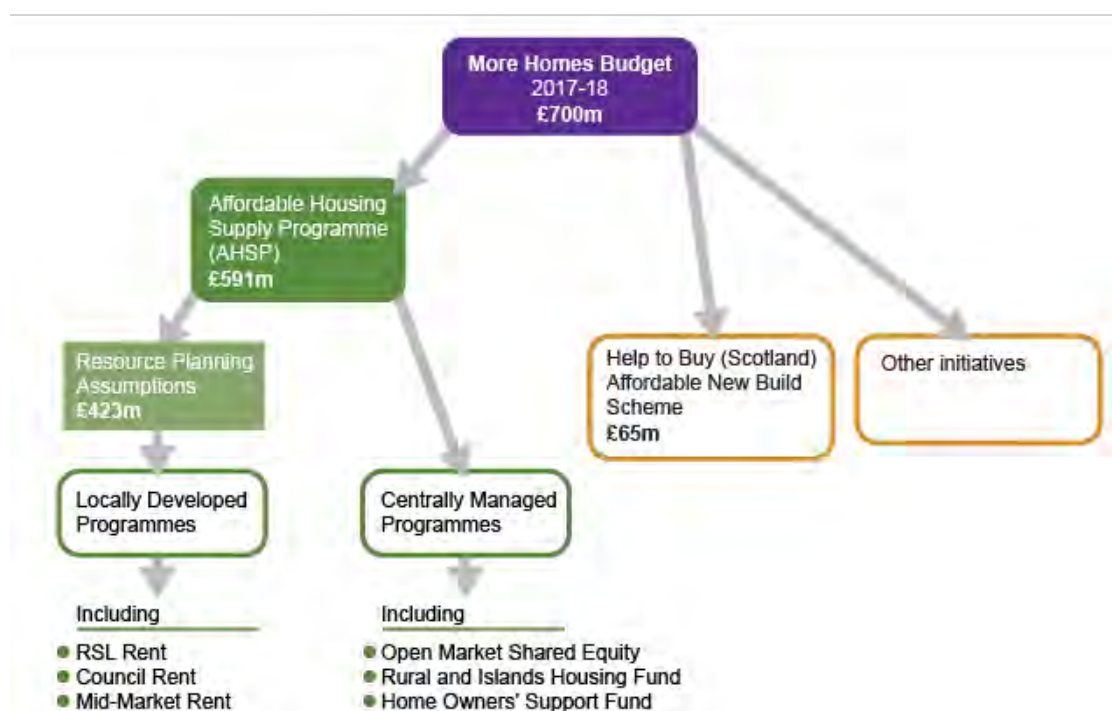 More Homes Budget
2017-18
£700m
Affordable Housing
Supply Programme
(AHSP)
£591m
Resource Planning
Assumptions
£423m
Help to Buy (Scotland)
Affordable New Build
Scheme
£65m
Other initiatives
Locally Developed
Programmes
Centrally Managed
Programmes
Including
● RSL Rent
● Council Rent
● Mid-Market Rent
Including
● Open Market Shared Equity
● Rural and Islands Housing Fund
● Home Owners' Support Fund